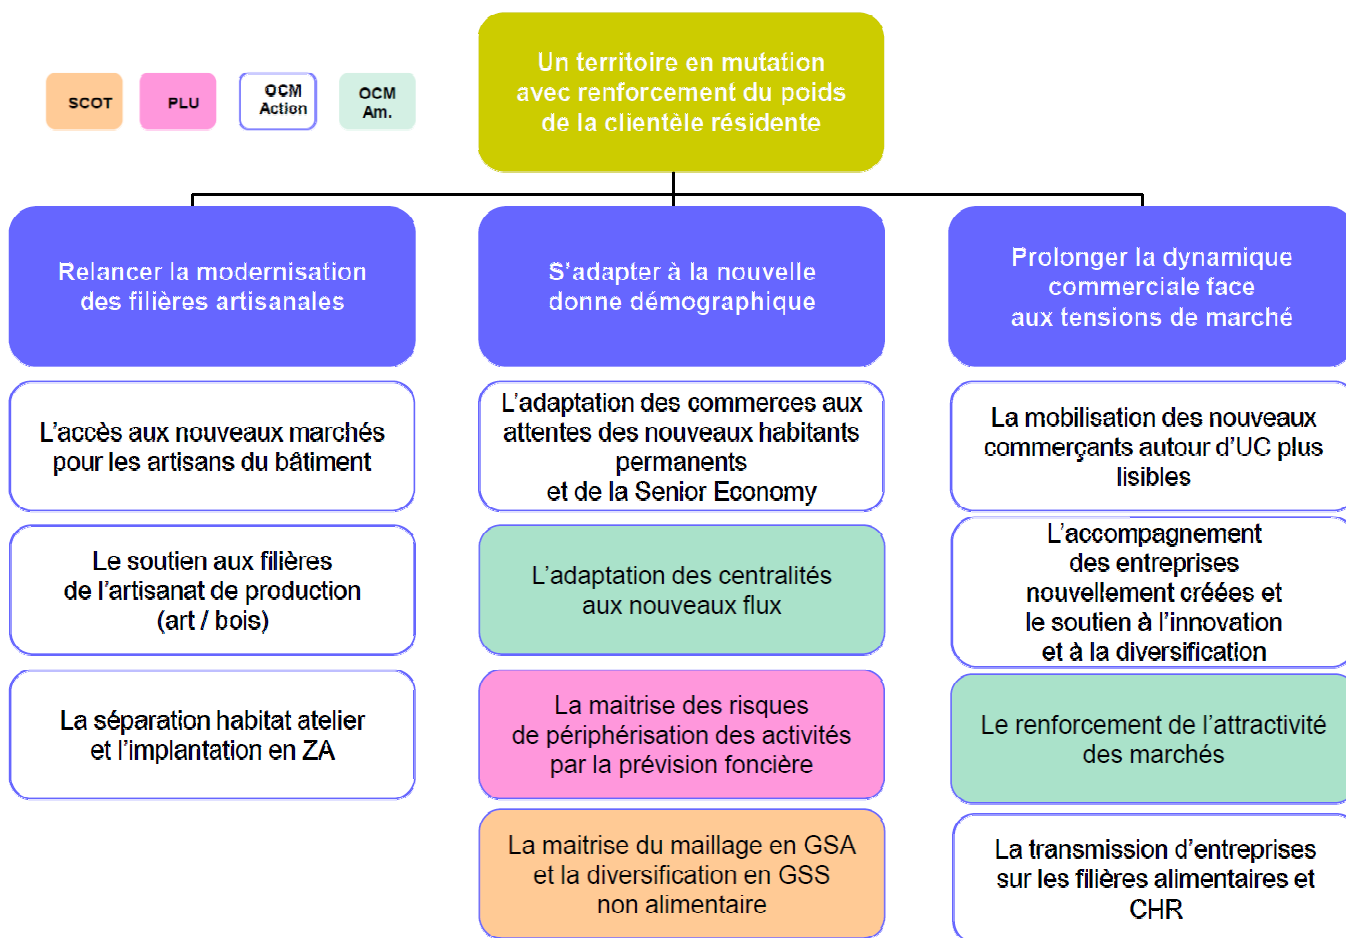 SCOT
PLU
OCM
Action
OCM
Am.
Un territoire en mutation
avec renforcement du poids
de la clientèle résidente
Relancer la modernisation
des filières artisanales
L'accès aux nouveaux marchés
pour les artisans du bâtiment
Le soutien aux filières
de l'artisanat de production
(art / bois)
La séparation habitat atelier
et l'implantation en ZA
S'adapter à la nouvelle
donne démographique
L'adaptation des commerces aux
attentes des nouveaux habitants
permanents
et de la Senior Economy
L'adaptation des centralités
aux nouveaux flux
La maitrise des risques
de périphérisation des activités
par la prévision foncière
La maitrise du maillage en GSA
et la diversification en GSS
non alimentaire
Prolonger la dynamique
commerciale face
aux tensions de marché
La mobilisation des nouveaux
commerçants autour d'UC plus
lisibles
L'accompagnement
des entreprises
nouvellement créées et
le soutien à l'innovation
et à la diversification
Le renforcement de l'attractivité
des marchés
La transmission d'entreprises
sur les filières alimentaires et
CHR